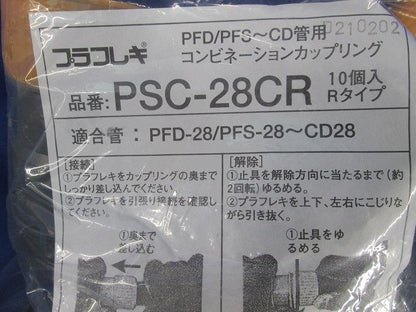 プラフレキ
PFD/PFS〜CD管用
コンビネーションカップリング
0210202
品番: PSC-28CR 10個入
Rタイプ
適合管 : PFD-28/PFS-28〜CD28
[接続]
①プラフレキをカップリングの奥まで
しっかり差し込んでください。
②プラフレキを引張り接続を確認し
てください。
①奥まで
差し込む
[解除]
①止具を解除方向に当たるまで(約
2回転)ゆるめる。
②プラフレキを上下、左右にこじりな
がら引き抜く。
①止具をゆ
るめる